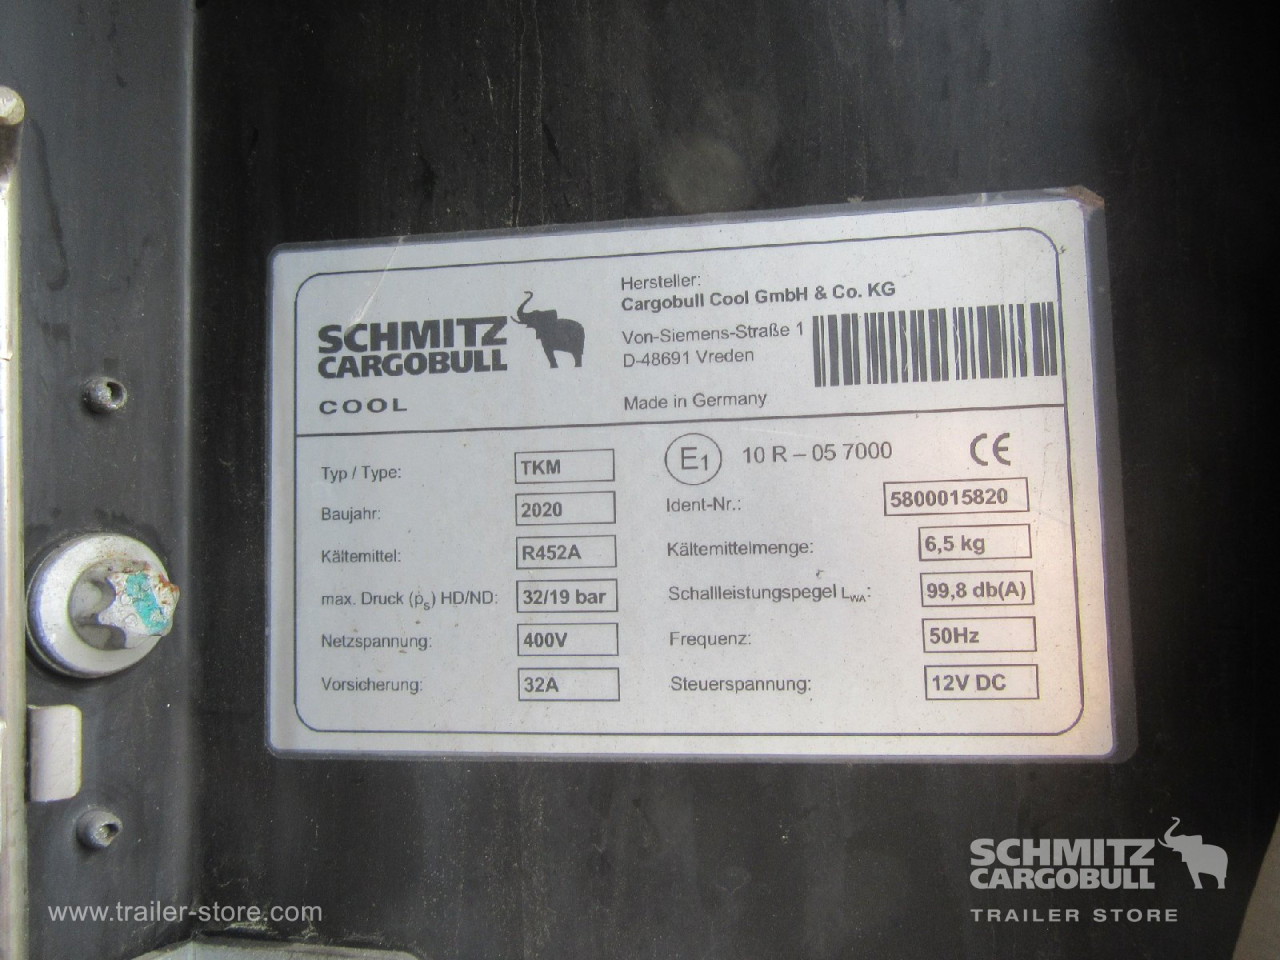 SCHMITZ
CARGOBULL
COOL
Hersteller:
Cargobull Cool GmbH & Co. KG
Von-Siemens-Straße 1
D-48691 Vreden
Made in Germany
Typ / Type: TKM
Baujahr: 2020
Kältemittel: R452A
max. Druck (ps) HD/ND: 32/19 bar
Netzspannung: 400V
Vorsicherung: 32A
E1 10 R – 05 7000 CE
Ident-Nr.: 5800015820
Kältemittelmenge: 6,5 kg
Schallleistungspegel LWA: 99,8 db(A)
Frequenz: 50Hz
Steuerspannung: 12V DC
www.trailer-store.com
SCHMITZ
CARGOBULL
TRAILER STORE